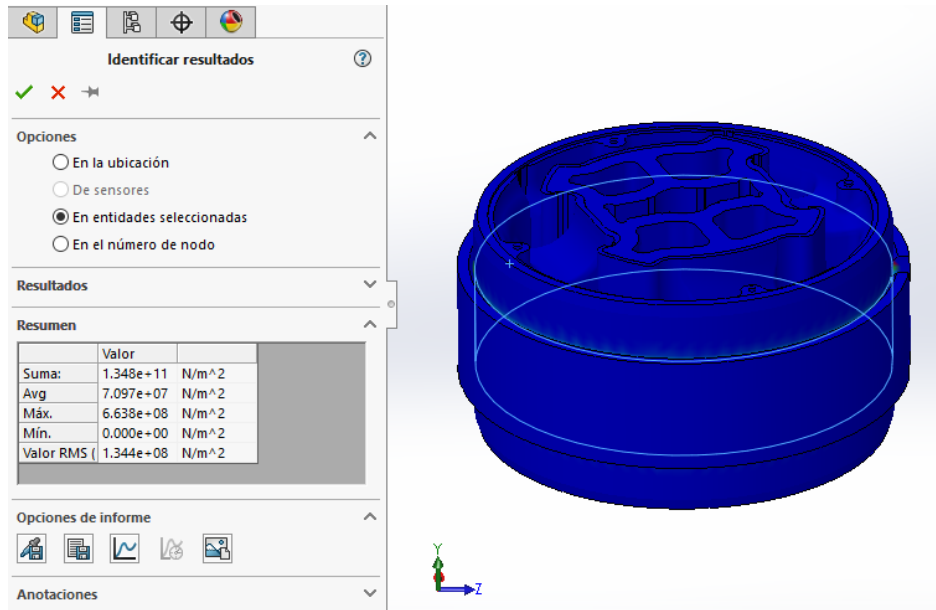 Identificar resultados
Opciones
En la ubicación
De sensores
En entidades seleccionadas
En el número de nodo
Resultados
Resumen
Valor
Suma: 1.348e+11 N/m^2
Avg 7.097e+07 N/m^2
Máx. 6.638e+08 N/m^2
Mín. 0.000e+00 N/m^2
Valor RMS ( 1.344e+08 N/m^2
Opciones de informe
Anotaciones
Y
Z